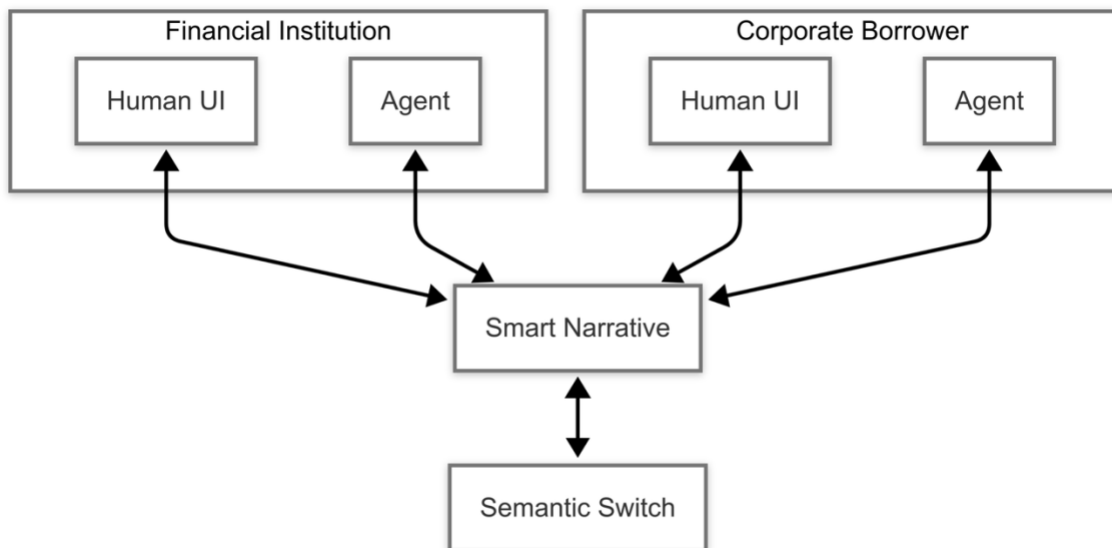 Financial Institution
Corporate Borrower
Human UI
Agent
Human UI
Agent
Smart Narrative
Semantic Switch